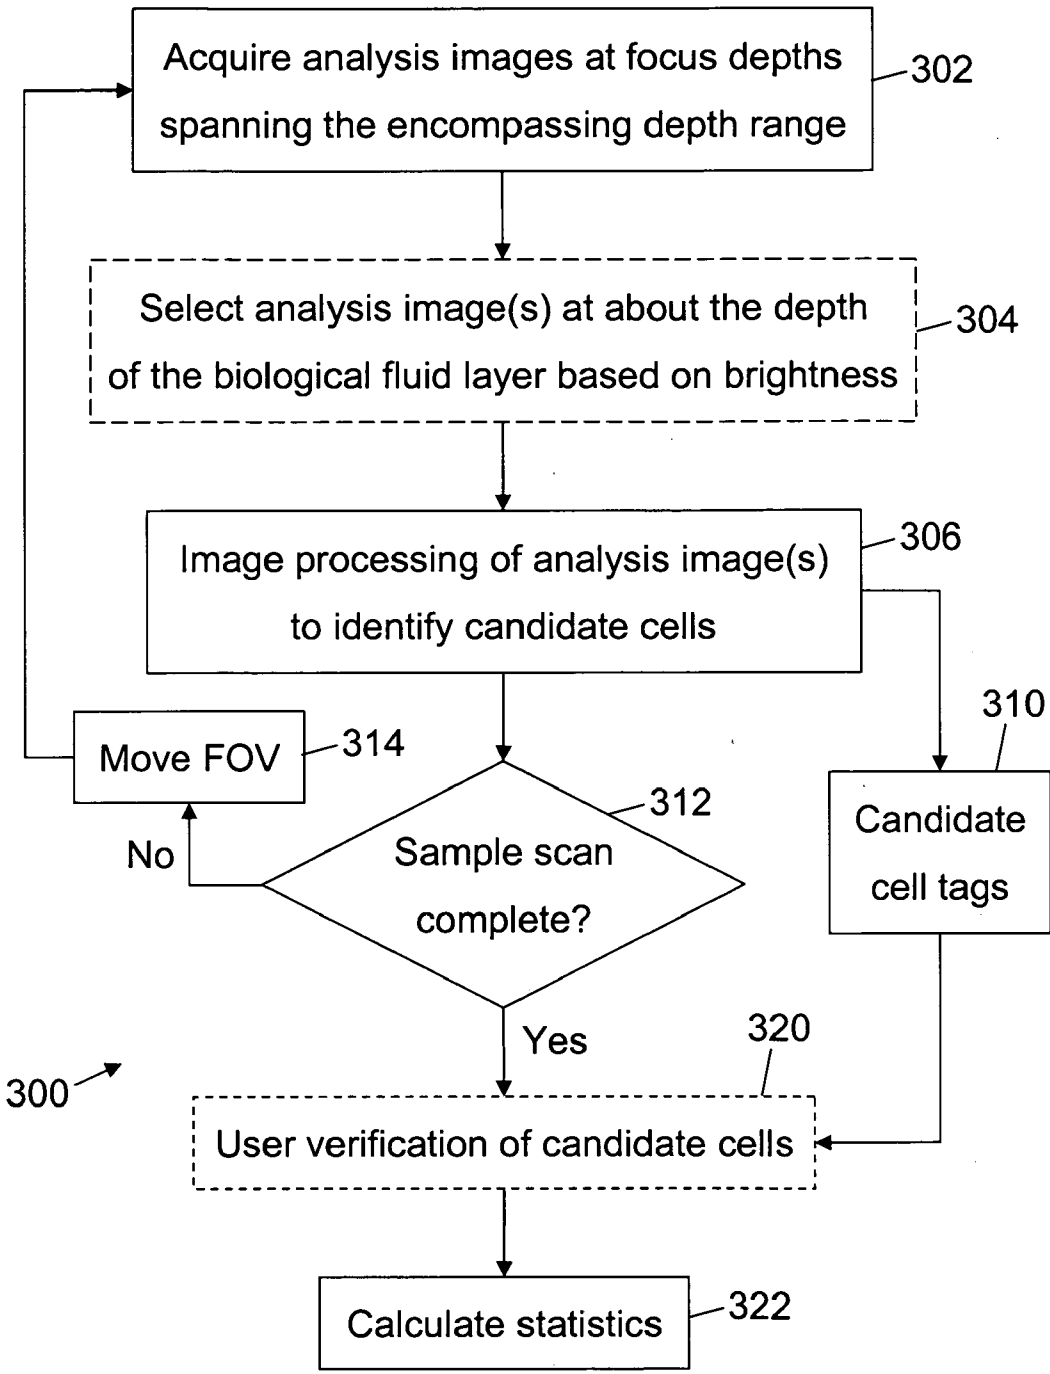 Acquire analysis images at focus depths
spanning the encompassing depth range
302
Select analysis image(s) at about the depth
of the biological fluid layer based on brightness
304
Image processing of analysis image(s)
to identify candidate cells
306
310
Move FOV
314
312
Candidate
cell tags
No
Sample scan
complete?
Yes
320
300
User verification of candidate cells
Calculate statistics
322